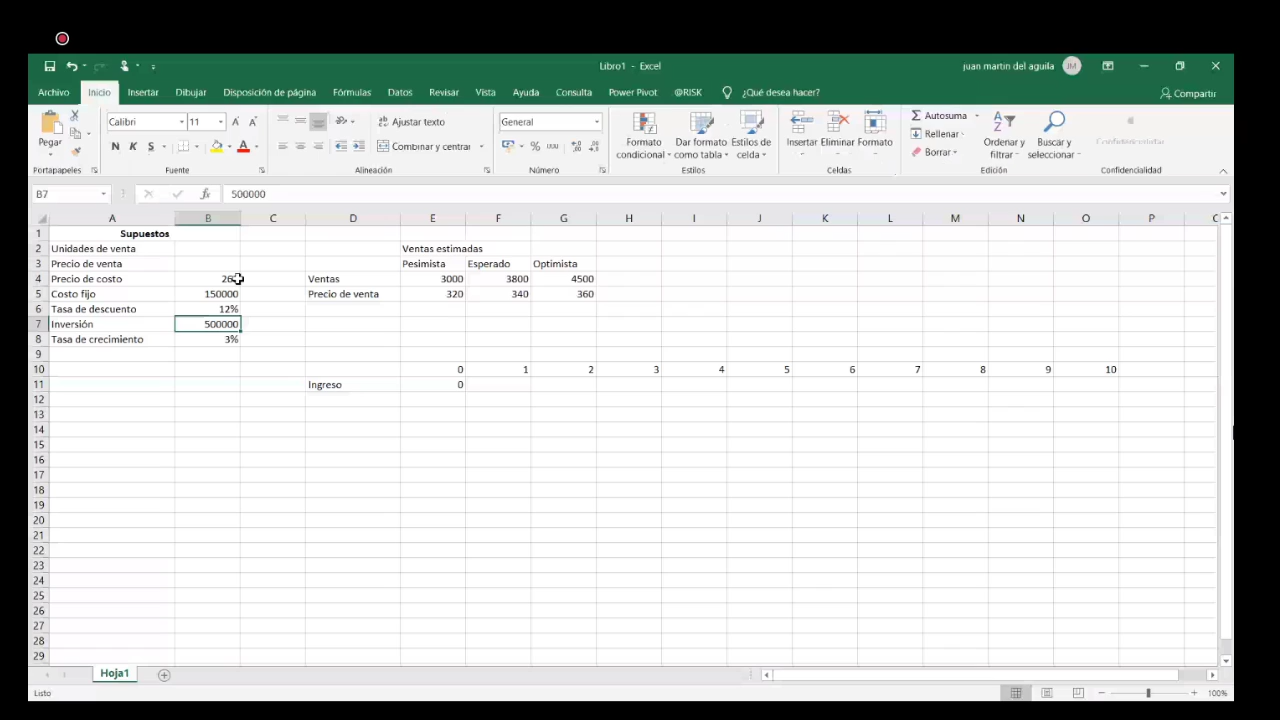 Libro1 - Excel
juan martin del aguila JM
Archivo Inicio Insertar Dibujar Disposición de página Fórmulas Datos Revisar Vista Ayuda Consulta Power Pivot @RISK ¿Qué desea hacer? Compartir
Pegar
Calibri 11
N K S
Ajustar texto
Combinar y centrar
General
Formato condicional
Dar formato como tabla
Estilos de celda
Insertar Eliminar Formato
Autosuma
Rellenar
Borrar
Ordenar y filtrar
Buscar y seleccionar
Confidencialidad
Portapapeles Fuente Alineación Número Estilos Celdas Edición Confidencialidad
B7 fx 500000
A B C D E F G H I J K L M N O P
1 Supuestos
2 Unidades de venta Ventas estimadas
3 Precio de venta Pesimista Esperado Optimista
4 Precio de costo Ventas 3000 3800 4500
5 Costo fijo 150000 Precio de venta 320 340 360
6 Tasa de descuento 12%
7 Inversión 500000
8 Tasa de crecimiento 3%
9
10 0 1 2 3 4 5 6 7 8 9 10
11 Ingreso 0
12
13
14
15
16
17
18
19
20
21
22
23
24
25
26
27
28
29
Hoja1
Listo 100%